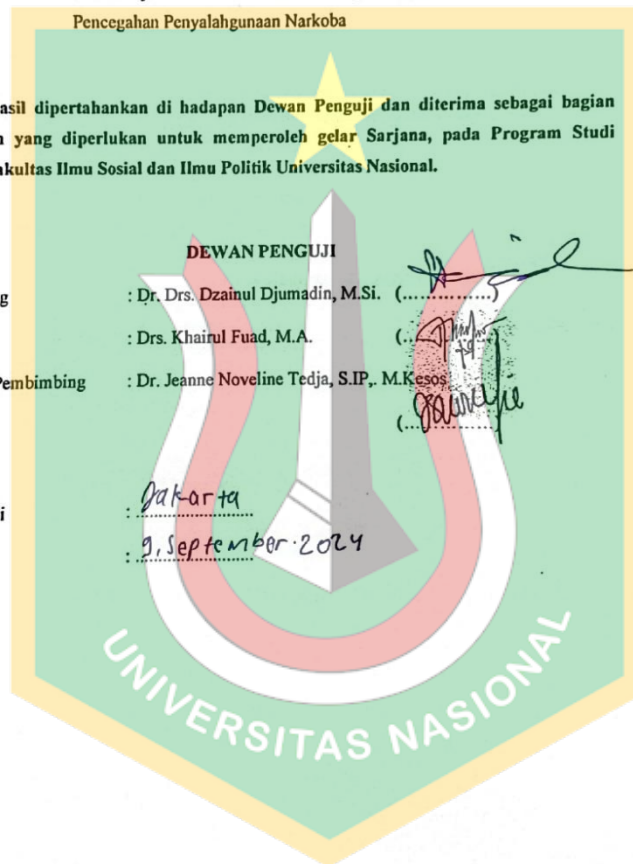 Pencegahan Penyalahgunaan Narkoba
asil dipertahankan di hadapan Dewan Penguji dan diterima sebagai bagian
yang diperlukan untuk memperoleh gelar Sarjana, pada Program Studi
akultas Ilmu Sosial dan Ilmu Politik Universitas Nasional.
DEWAN PENGUJI
g : Dr. Drs. Dzainul Djumadin, M.Si. (...............)
: Drs. Khairul Fuad, M.A. (...
Pembimbing : Dr. Jeanne Noveline Tedja, S.IP,. M.Kesos
(...
i : Jakarta
: 9, September 2024
UNIVERSITAS NASIONAL